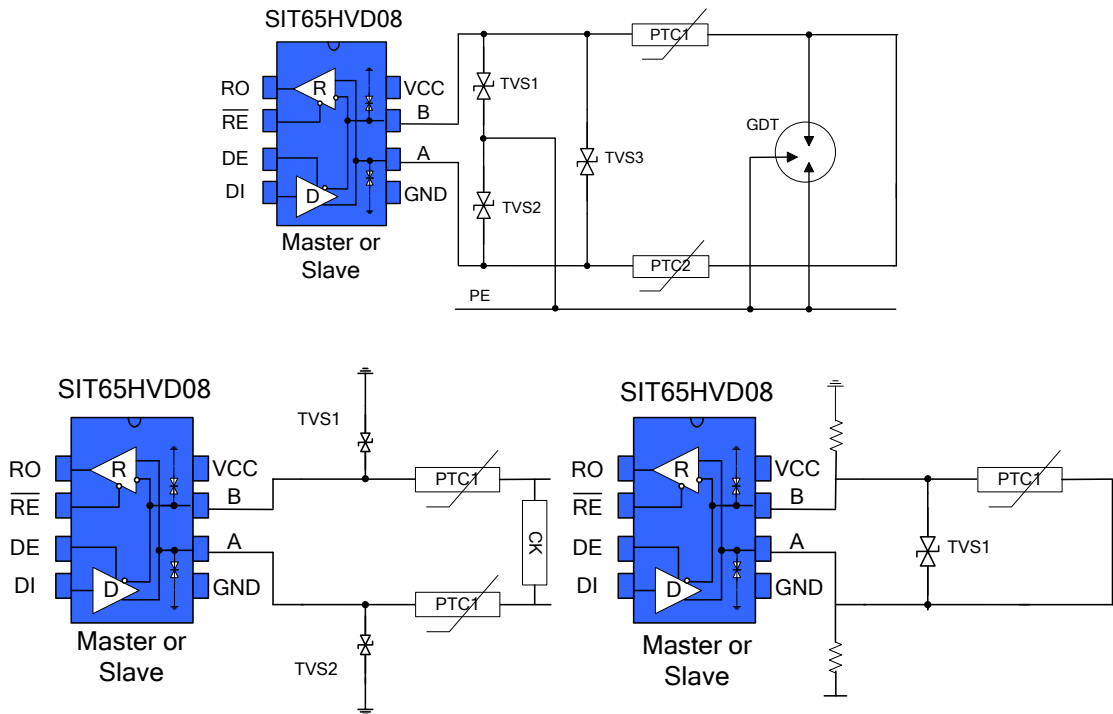 SIT65HVD08
RO
RE
DE
DI
R
D
VCC
B
A
GND
Master or
Slave
TVS1
TVS2
TVS3
PTC1
PTC2
GDT
PE
SIT65HVD08
RO
RE
DE
DI
R
D
VCC
B
A
GND
Master or
Slave
TVS1
TVS2
PTC1
PTC1
CK
SIT65HVD08
RO
RE
DE
DI
R
D
VCC
B
A
GND
Master or
Slave
TVS1
PTC1